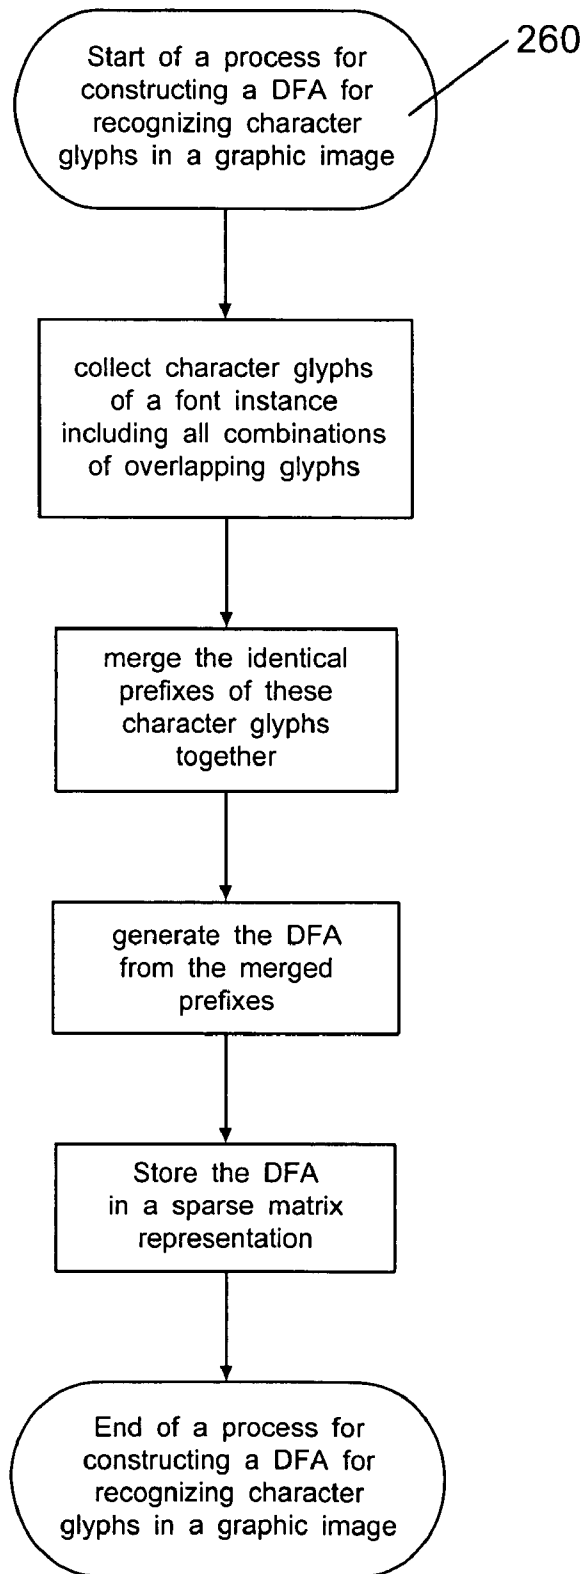 Start of a process for
constructing a DFA for
recognizing character
glyphs in a graphic image
260
collect character glyphs
of a font instance
including all combinations
of overlapping glyphs
merge the identical
prefixes of these
character glyphs
together
generate the DFA
from the merged
prefixes
Store the DFA
in a sparse matrix
representation
End of a process for
constructing a DFA for
recognizing character
glyphs in a graphic image